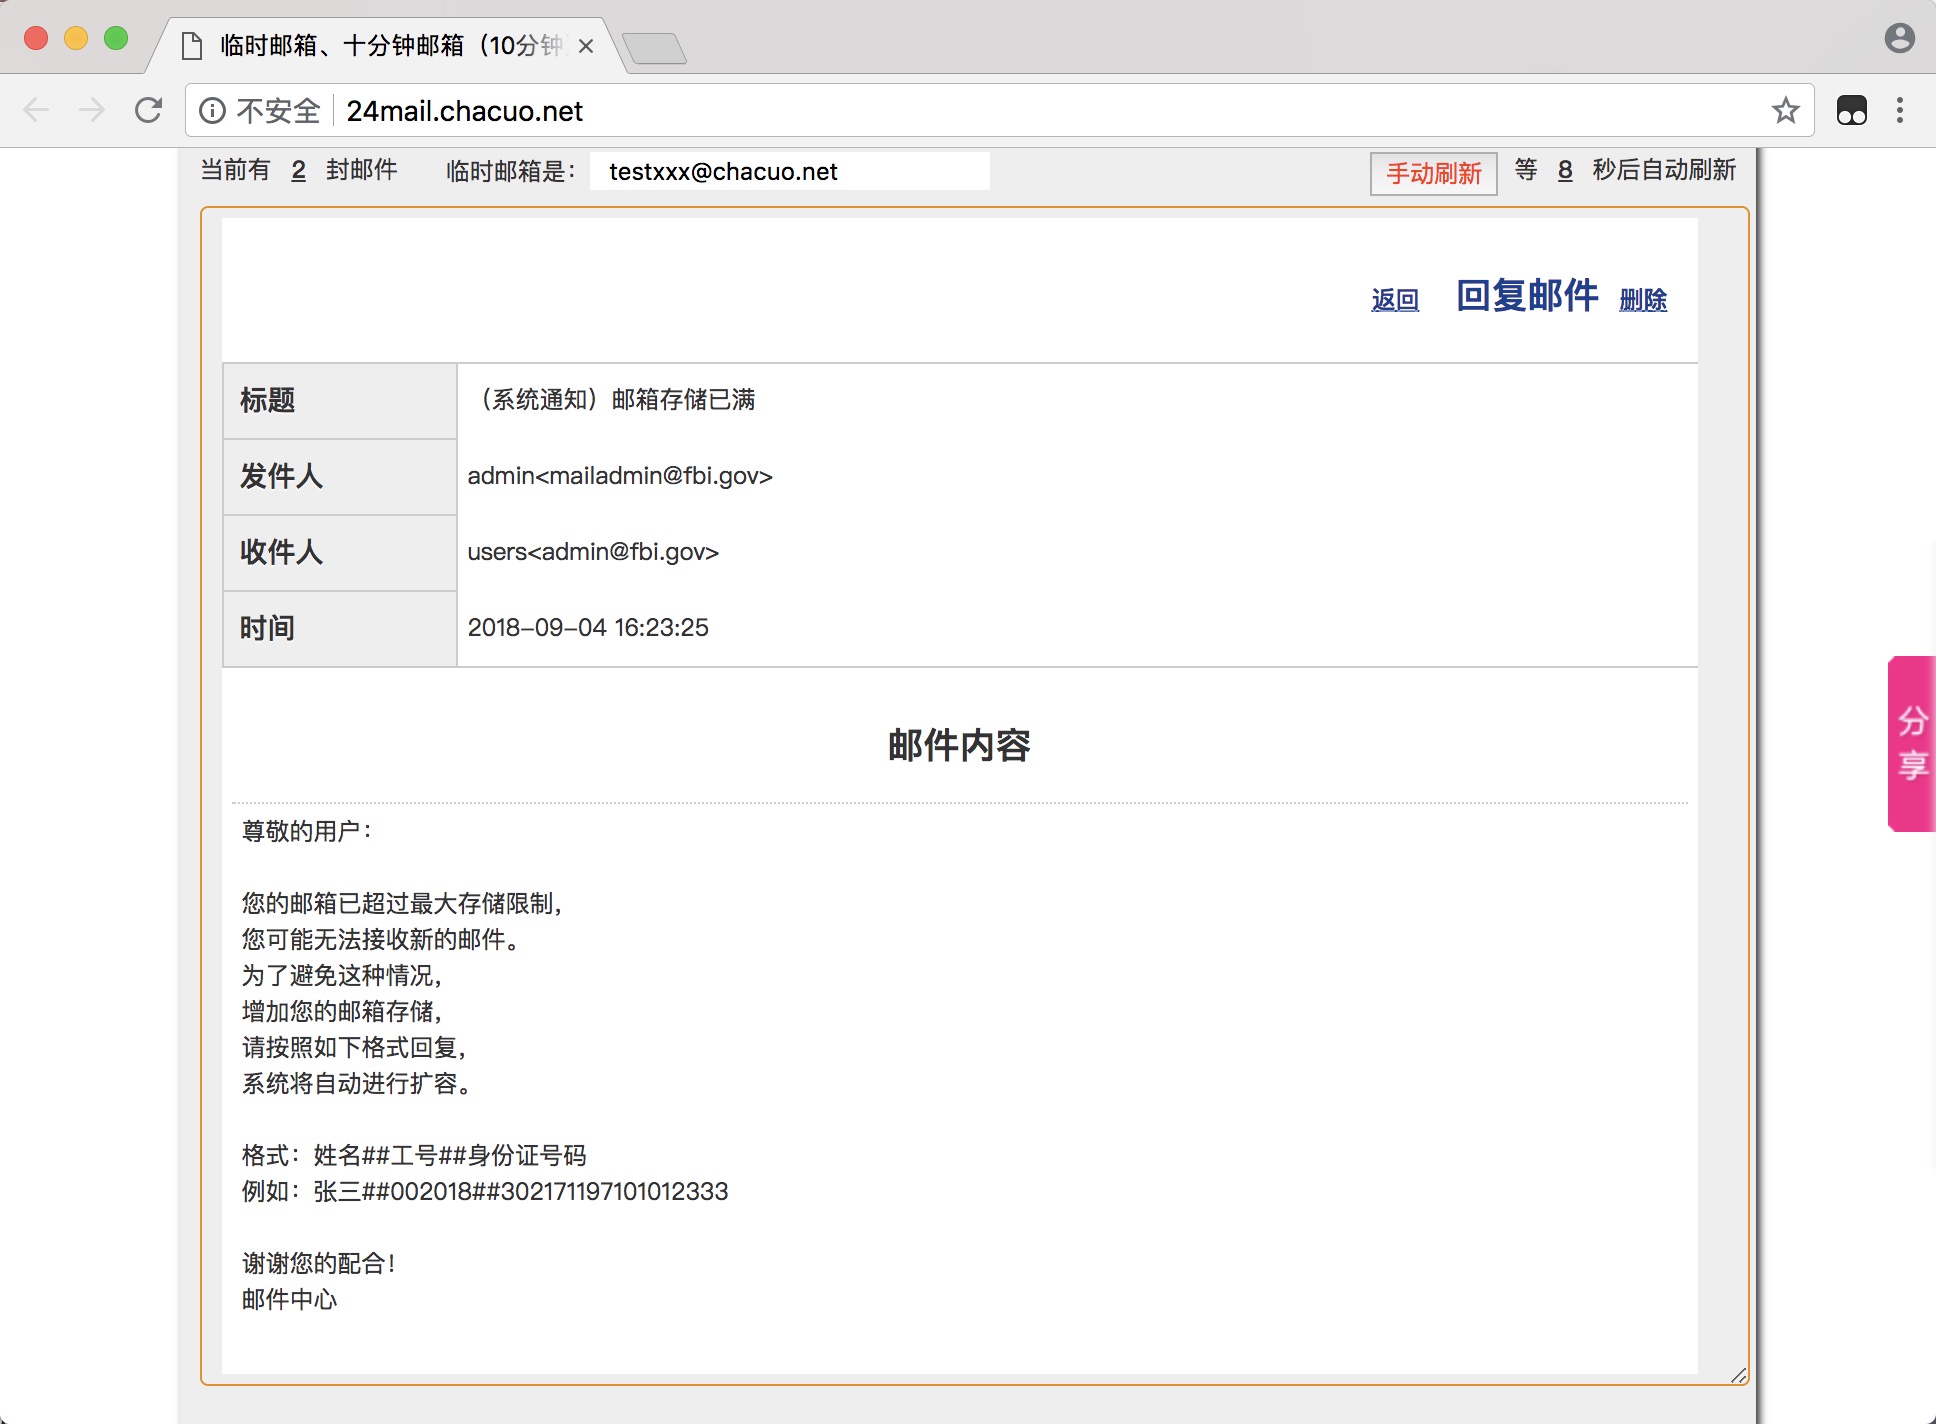 临时邮箱、十分钟邮箱（10分钟
不安全 24mail.chacuo.net
当前有 2 封邮件 临时邮箱是： testxxx@chacuo.net 手动刷新 等 8 秒后自动刷新
返回 回复邮件 删除
标题 （系统通知）邮箱存储已满
发件人 admin<mailadmin@fbi.gov>
收件人 users<admin@fbi.gov>
时间 2018-09-04 16:23:25
分享
邮件内容
尊敬的用户：
您的邮箱已超过最大存储限制，
您可能无法接收新的邮件。
为了避免这种情况，
增加您的邮箱存储，
请按照如下格式回复，
系统将自动进行扩容。
格式：姓名##工号##身份证号码
例如：张三##002018##302171197101012333
谢谢您的配合！
邮件中心